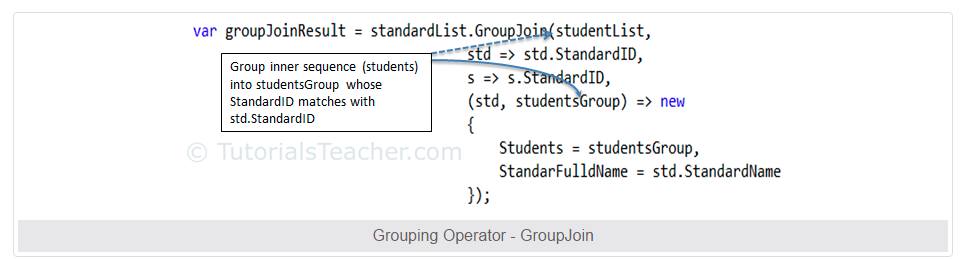 var groupJoinResult = standardList.GroupJoin(studentList,
std => std.StandardID,
s => s.StandardID,
(std, studentsGroup) => new
{
Students = studentsGroup,
StandarFulldName = std.StandardName
});
Group inner sequence (students)
into studentsGroup whose
StandardID matches with
std.StandardID
© TutorialsTeacher.com
Grouping Operator - GroupJoin